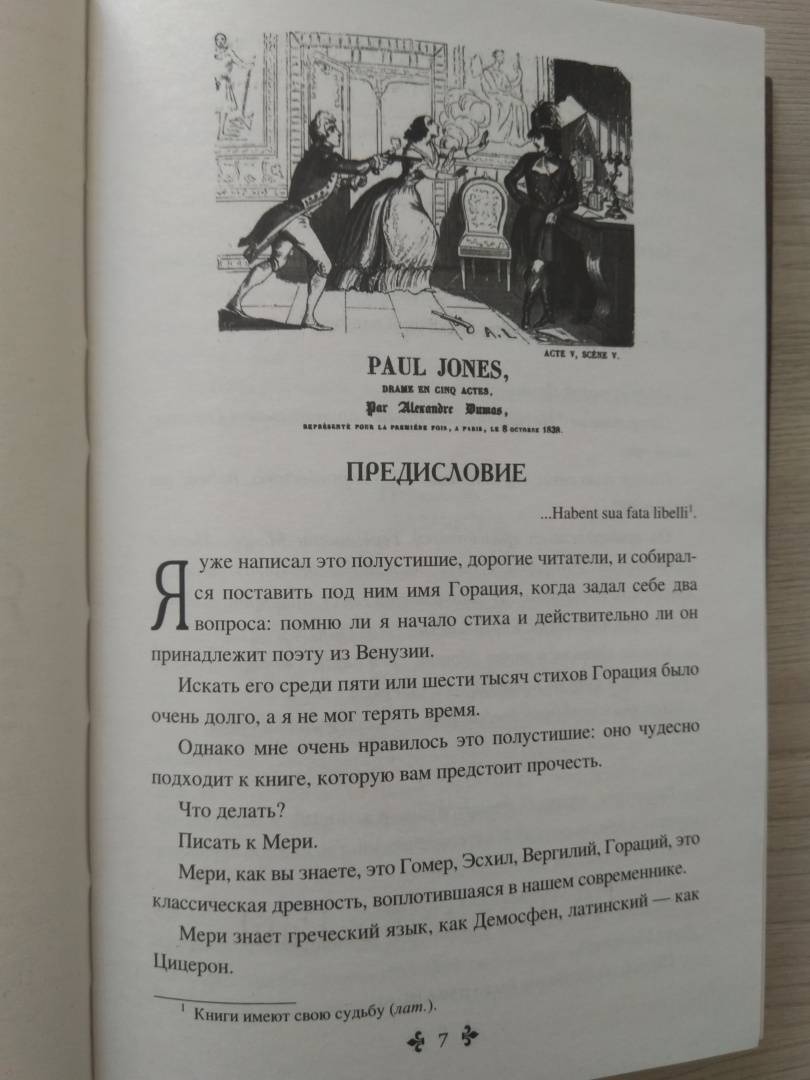 A.L
ACTE V, SCÈNE V.
PAUL JONES,
DRAME EN CINQ ACTES,
Par Alexandre Dumas,
REPRÉSENTÉ POUR LA PREMIÈRE FOIS, A PARIS, LE 8 OCTOBRE 1838.
ПРЕДИСЛОВИЕ
...Habent sua fata libelli¹.
Я уже написал это полустишие, дорогие читатели, и собирал-
ся поставить под ним имя Горация, когда задал себе два
вопроса: помню ли я начало стиха и действительно ли он
принадлежит поэту из Венузии.
Искать его среди пяти или шести тысяч стихов Горация было
очень долго, а я не мог терять время.
Однако мне очень нравилось это полустишие: оно чудесно
подходит к книге, которую вам предстоит прочесть.
Что делать?
Писать к Мери.
Мери, как вы знаете, это Гомер, Эсхил, Вергилий, Гораций, это
классическая древность, воплотившаяся в нашем современнике.
Мери знает греческий язык, как Демосфен, латинский — как
Цицерон.
¹ Книги имеют свою судьбу (лат.).
7